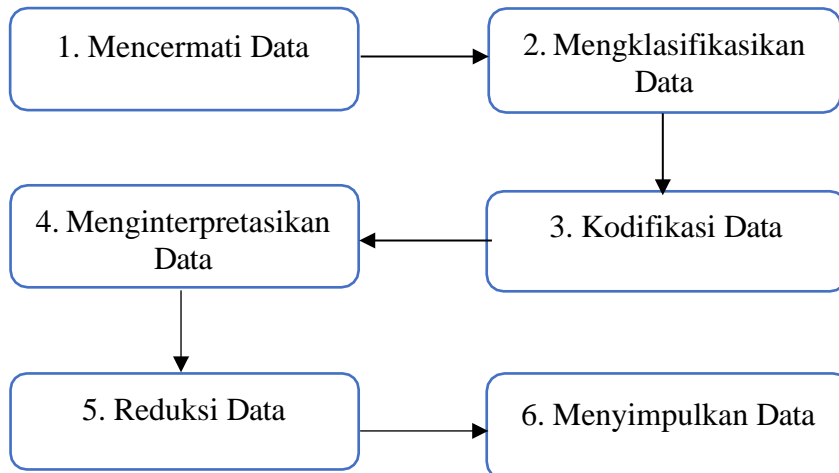 1. Mencermati Data
2. Mengklasifikasikan
Data
3. Kodifikasi Data
4. Menginterpretasikan
Data
5. Reduksi Data
6. Menyimpulkan Data